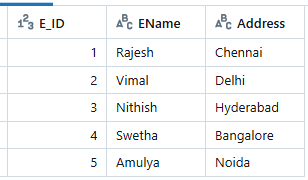 123 E_ID ABC EName ABC Address
1 Rajesh Chennai
2 Vimal Delhi
3 Nithish Hyderabad
4 Swetha Bangalore
5 Amulya Noida